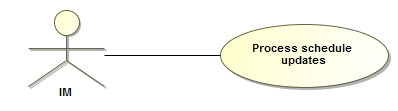 Process schedule
updates
IM